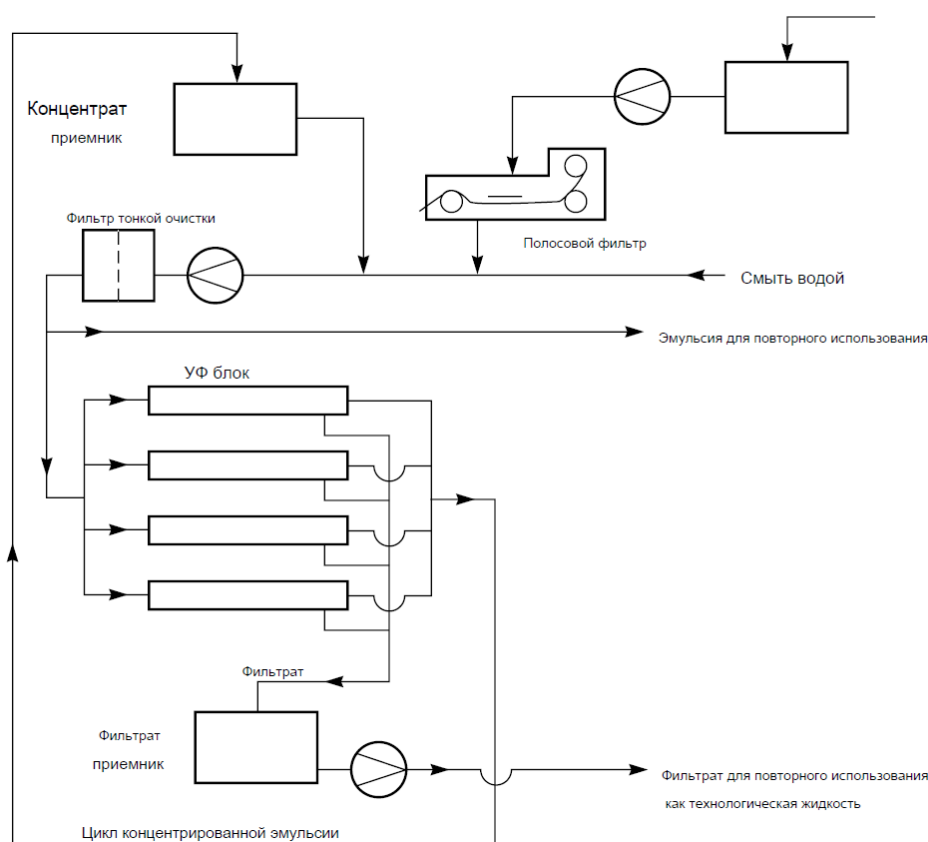 Концентрат
приемник
Фильтр тонкой очистки
Полосовой фильтр
Смыть водой
Эмульсия для повторного использования
УФ блок
Фильтрат
Фильтрат
приемник
Фильтрат для повторного использования
как технологическая жидкость
Цикл концентрированной эмульсии